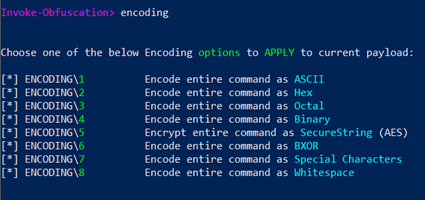 Invoke-Obfuscation> encoding
Choose one of the below Encoding options to APPLY to current payload:
[*] ENCODING\1 Encode entire command as ASCII
[*] ENCODING\2 Encode entire command as Hex
[*] ENCODING\3 Encode entire command as Octal
[*] ENCODING\4 Encode entire command as Binary
[*] ENCODING\5 Encrypt entire command as SecureString (AES)
[*] ENCODING\6 Encode entire command as BXOR
[*] ENCODING\7 Encode entire command as Special Characters
[*] ENCODING\8 Encode entire command as Whitespace